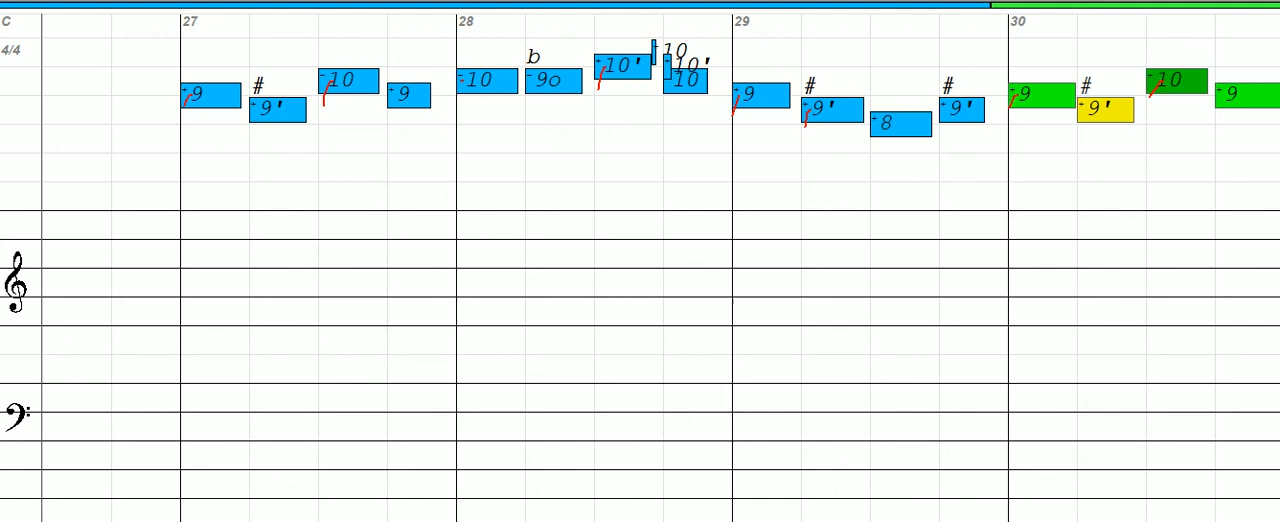 C 27 28 29 30
4/4 b 10
10' 10'
# -10 # -10 9o 10 # # # -10
+9 9' +9 +9 9' 9' +9 9' +9
+8